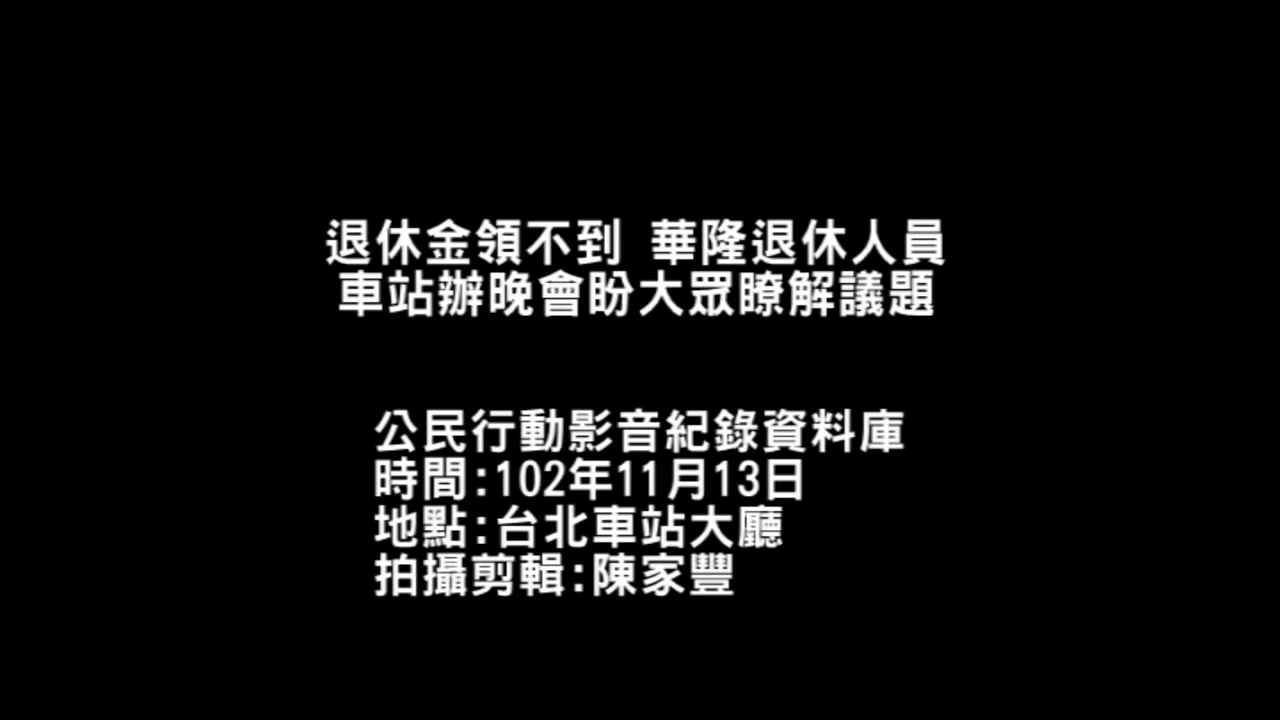 退休金領不到 華隆退休人員
車站辦晚會盼大眾瞭解議題
公民行動影音紀錄資料庫
時間:102年11月13日
地點:台北車站大廳
拍攝剪輯:陳家豐